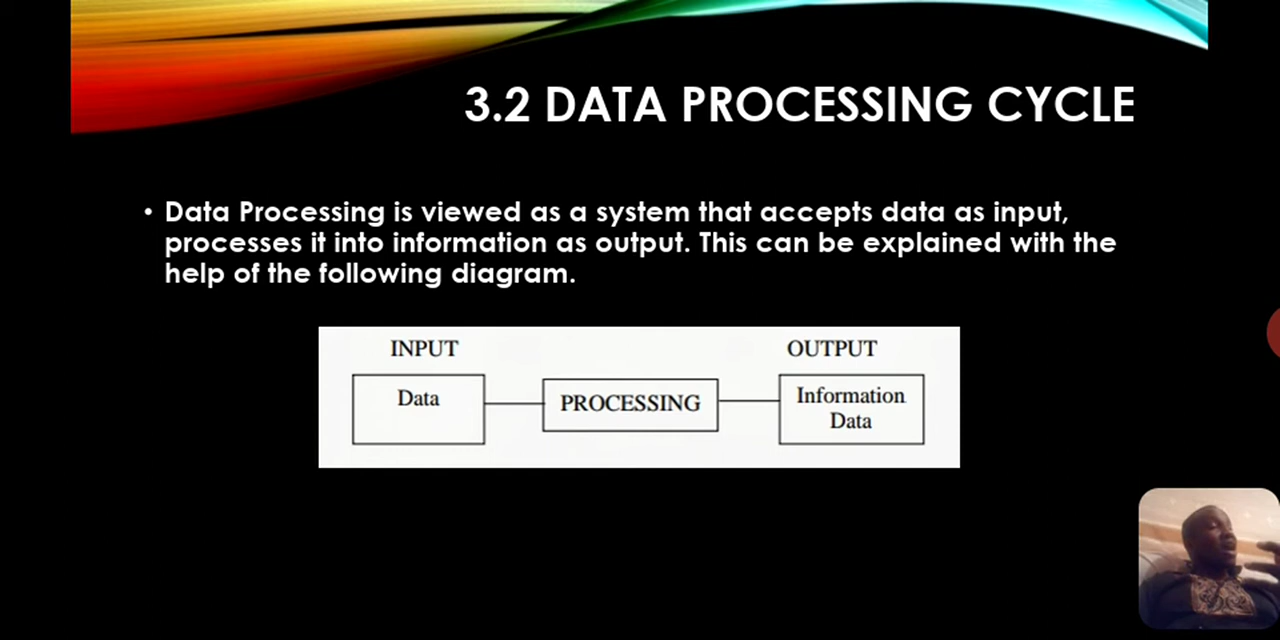 3.2 DATA PROCESSING CYCLE
• Data Processing is viewed as a system that accepts data as input,
processes it into information as output. This can be explained with the
help of the following diagram.
INPUT
OUTPUT
Data
PROCESSING
Information
Data